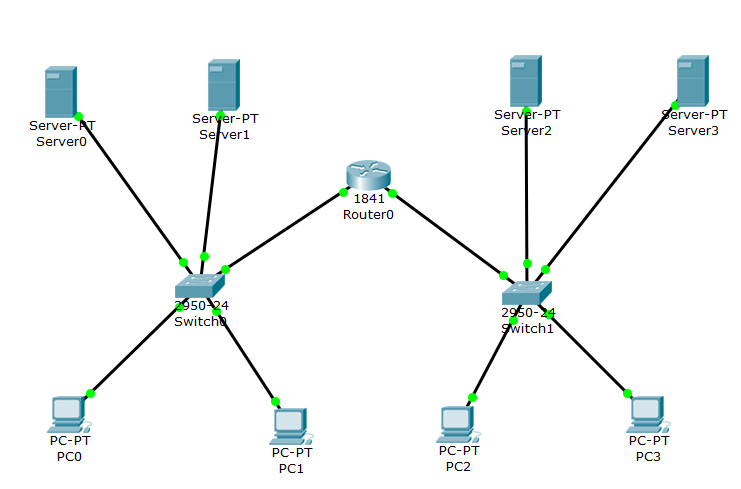 Server-PT
Server0
Server-PT
Server1
Server-PT
Server2
Server-PT
Server3
1841
Router0
2950-24
Switch0
2950-24
Switch1
PC-PT
PC0
PC-PT
PC1
PC-PT
PC2
PC-PT
PC3